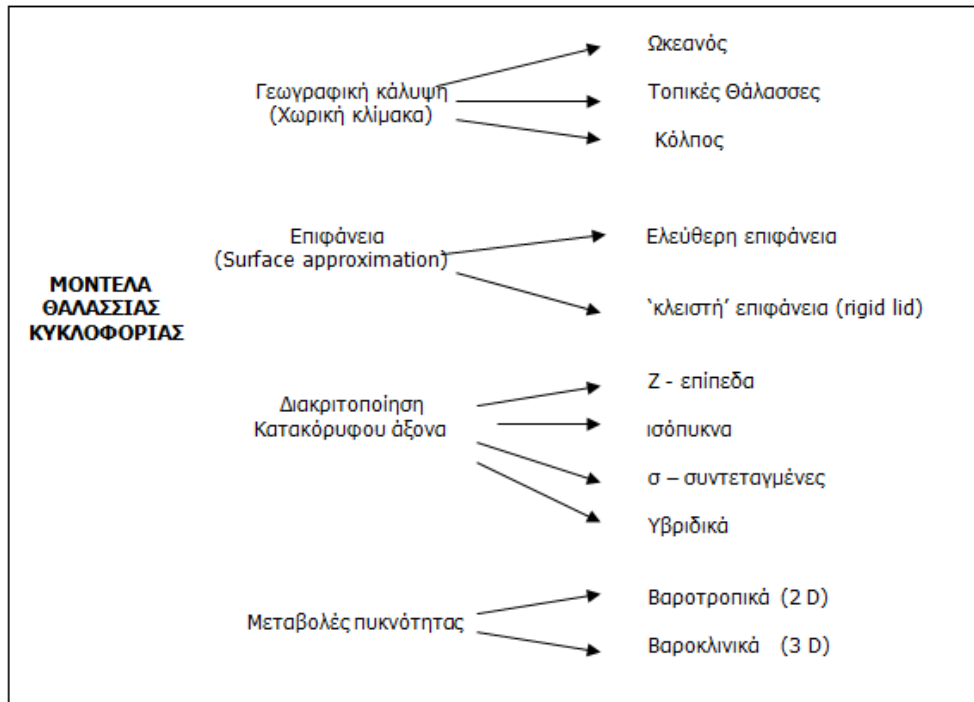 Ωκεανός
Γεωγραφική κάλυψη
(Χωρική κλίμακα)
Τοπικές Θάλασσες
Κόλπος
Επιφάνεια
(Surface approximation)
Ελεύθερη επιφάνεια
‘κλειστή’ επιφάνεια (rigid lid)
ΜΟΝΤΕΛΑ
ΘΑΛΑΣΣΙΑΣ
ΚΥΚΛΟΦΟΡΙΑΣ
Διακριτοποίηση
Κατακόρυφου άξονα
Ζ - επίπεδα
ισόπυκνα
σ – συντεταγμένες
Υβριδικά
Μεταβολές πυκνότητας
Βαροτροπικά (2 D)
Βαροκλινικά (3 D)